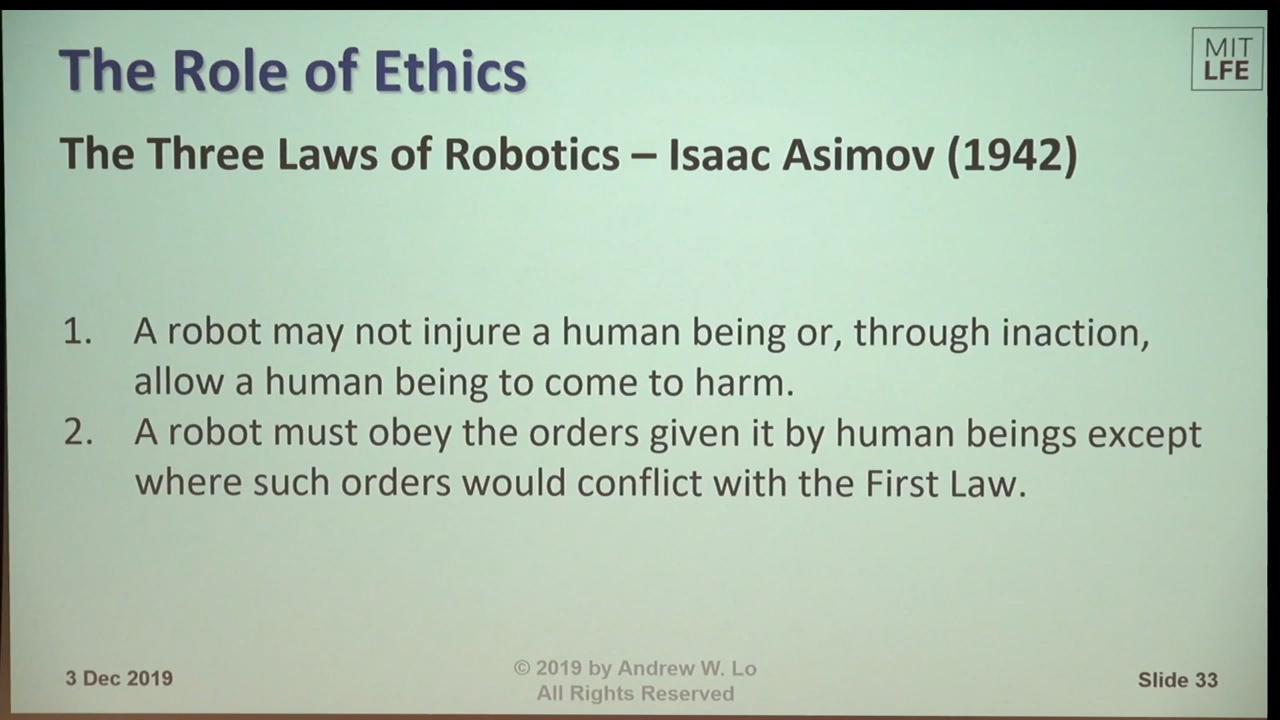 The Role of Ethics
MIT
LFE
The Three Laws of Robotics – Isaac Asimov (1942)
1. A robot may not injure a human being or, through inaction,
allow a human being to come to harm.
2. A robot must obey the orders given it by human beings except
where such orders would conflict with the First Law.
3 Dec 2019
© 2019 by Andrew W. Lo
All Rights Reserved
Slide 33